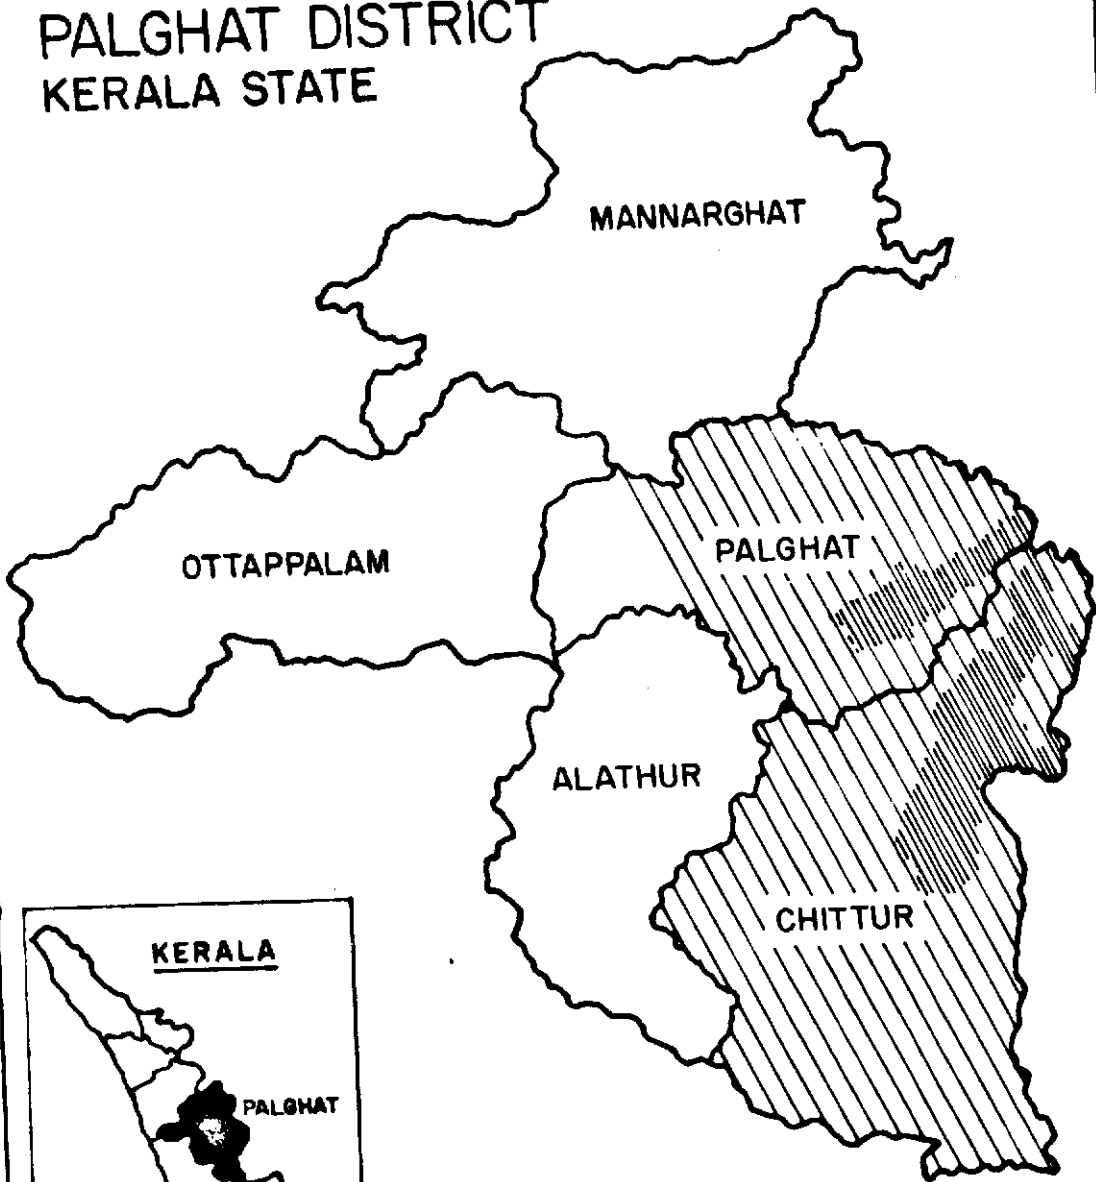 PALGHAT DISTRICT
KERALA STATE
MANNARGHAT
PALGHAT
OTTAPPALAM
ALATHUR
CHITTUR
KERALA
PALGHAT